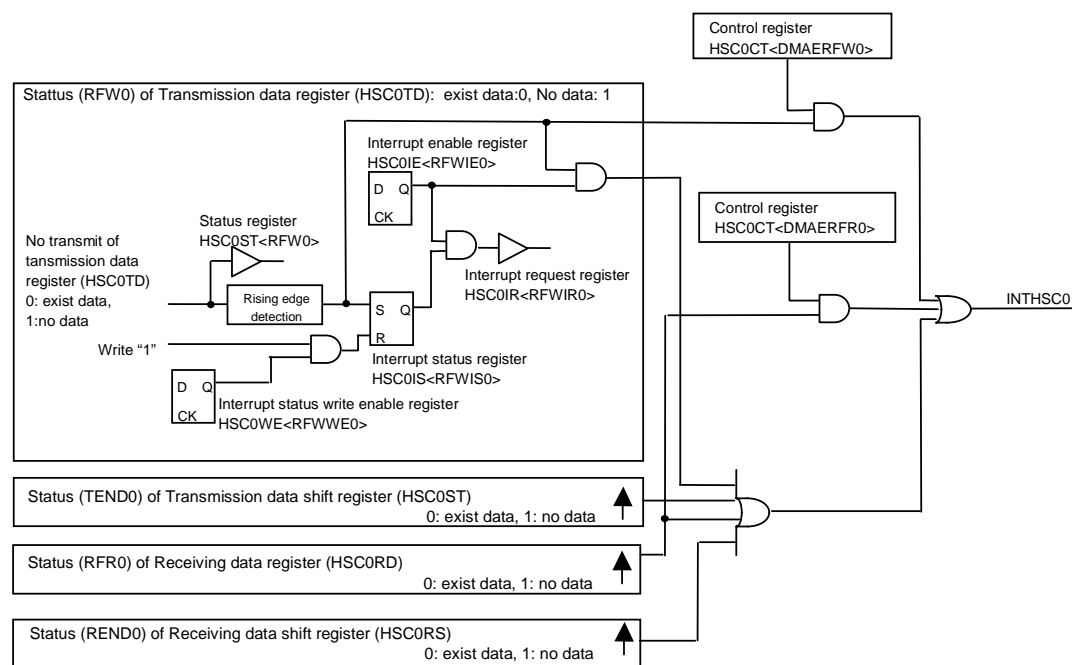 Control register
HSC0CT<DMAERFW0>
Stattus (RFW0) of Transmission data register (HSC0TD): exist data:0, No data: 1
Interrupt enable register
HSC0IE<RFWIE0>
D Q
CK
Control register
HSC0CT<DMAERFR0>
Status register
HSC0ST<RFW0>
No transmit of
tansmission data
register (HSC0TD)
0: exist data,
1:no data
Interrupt request register
HSC0IR<RFWIR0>
Rising edge
detection
S Q
R
INTHSC0
Write “1”
Interrupt status register
HSC0IS<RFWIS0>
D Q
CK
Interrupt status write enable register
HSC0WE<RFWWE0>
Status (TEND0) of Transmission data shift register (HSC0ST)
0: exist data, 1: no data
Status (RFR0) of Receiving data register (HSC0RD)
0: exist data, 1: no data
Status (REND0) of Receiving data shift register (HSC0RS)
0: exist data, 1: no data